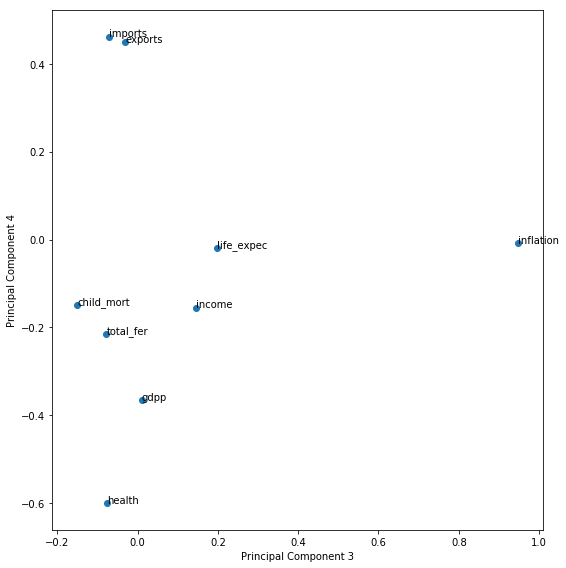 imports
exports
0.4
0.2
0.0
−0.2
−0.4
−0.6
life_expec
inflation
child_mort
income
total_fer
gdpp
health
−0.2
0.0
0.2
0.4
0.6
0.8
1.0
Principal Component 3
Principal Component 4